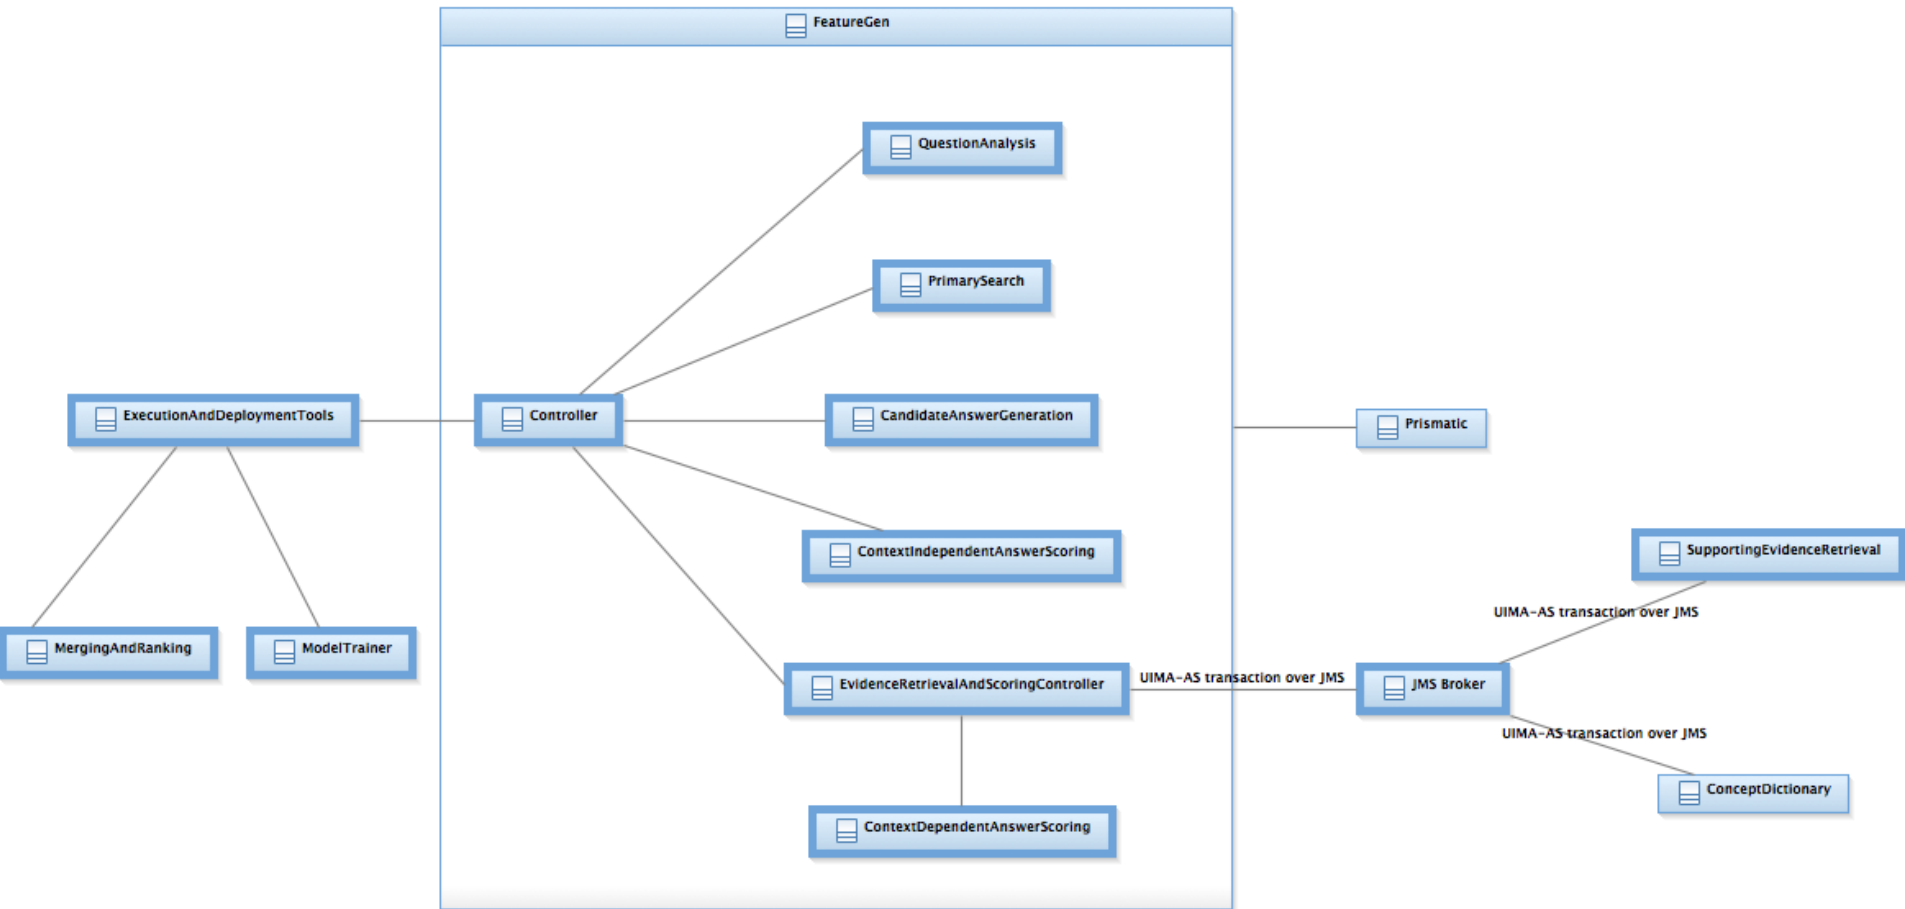 FeatureGen
QuestionAnalysis
PrimarySearch
ExecutionAndDeploymentTools
Controller
CandidateAnswerGeneration
Prismatic
ContextIndependentAnswerScoring
SupportingEvidenceRetrieval
UIMA-AS transaction over JMS
MergingAndRanking
ModelTrainer
EvidenceRetrievalAndScoringController
UIMA-AS transaction over JMS
JMS Broker
UIMA-AS transaction over JMS
ConceptDictionary
ContextDependentAnswerScoring